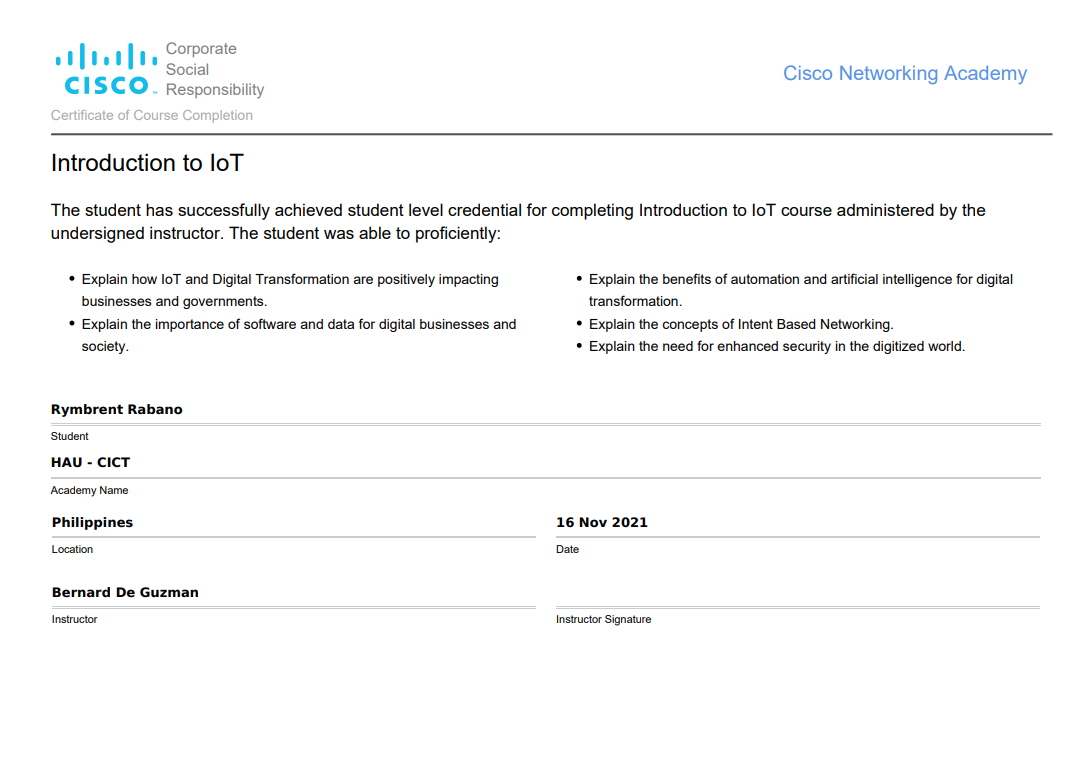 CISCO
Corporate
Social
Responsibility
Cisco Networking Academy
Certificate of Course Completion
Introduction to IoT
The student has successfully achieved student level credential for completing Introduction to IoT course administered by the
undersigned instructor. The student was able to proficiently:
• Explain how IoT and Digital Transformation are positively impacting
businesses and governments.
• Explain the importance of software and data for digital businesses and
society.
• Explain the benefits of automation and artificial intelligence for digital
transformation.
• Explain the concepts of Intent Based Networking.
• Explain the need for enhanced security in the digitized world.
Rymbrent Rabano
Student
HAU - CICT
Academy Name
Philippines
Location
16 Nov 2021
Date
Bernard De Guzman
Instructor
Instructor Signature